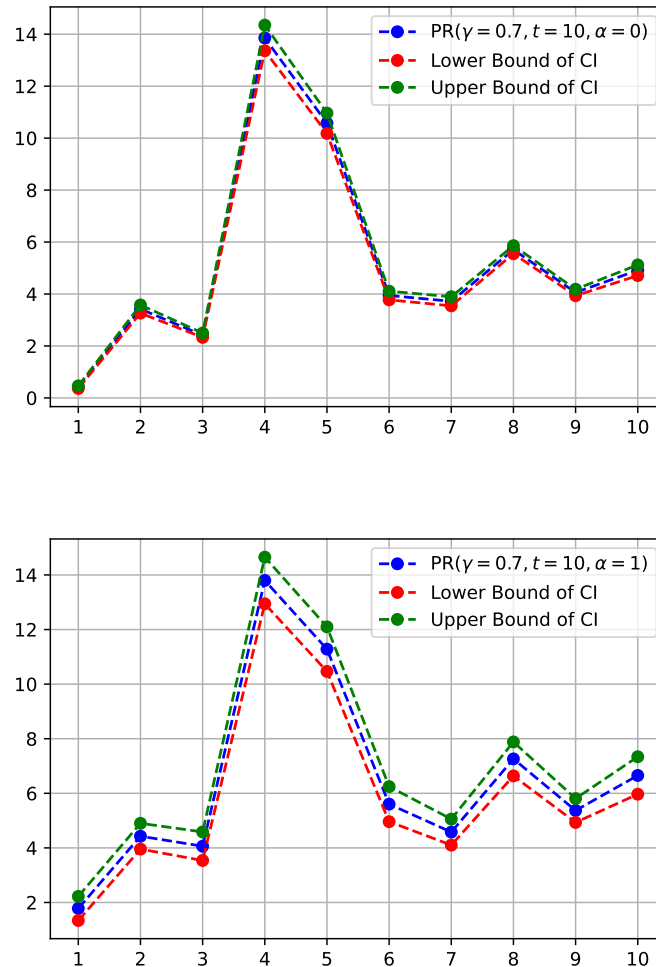 14
12
10
8
6
4
2
0
1 2 3 4 5 6 7 8 9 10
PR(γ = 0.7, t = 10, α = 0)
Lower Bound of CI
Upper Bound of CI
14
12
10
8
6
4
2
1 2 3 4 5 6 7 8 9 10
PR(γ = 0.7, t = 10, α = 1)
Lower Bound of CI
Upper Bound of CI